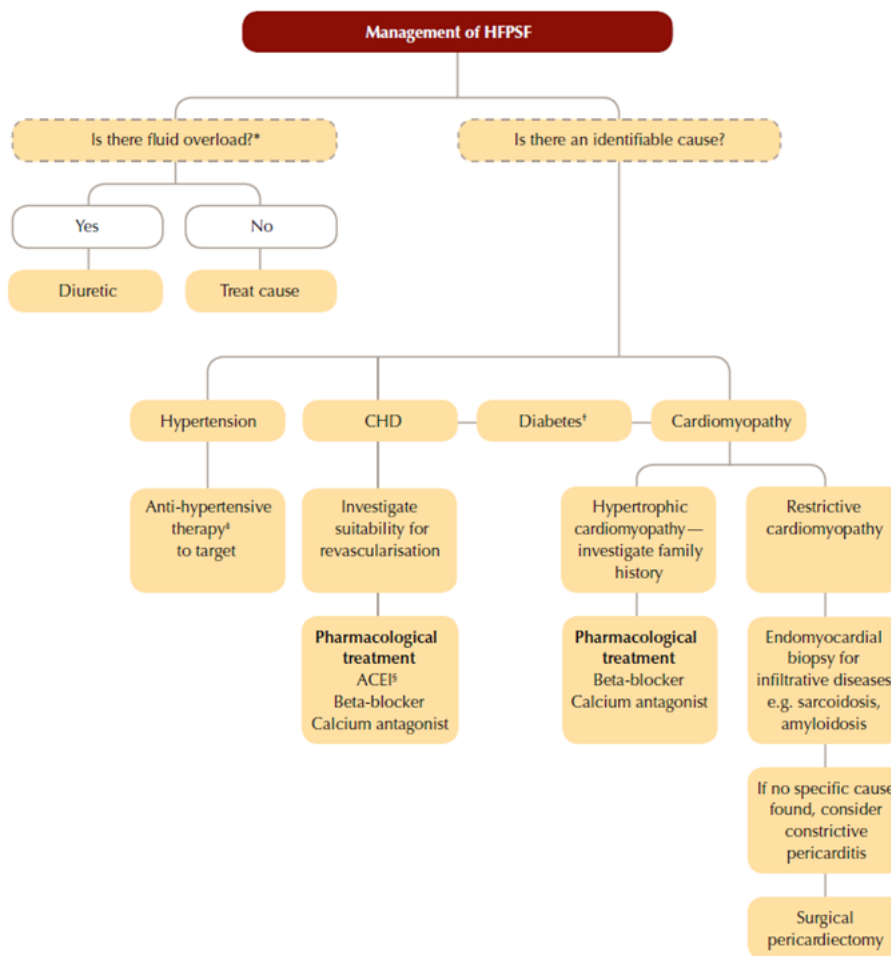 Management of HFPSF
Is there fluid overload?*
Is there an identifiable cause?
Yes
No
Diuretic
Treat cause
Hypertension
CHD
Diabetes†
Cardiomyopathy
Anti-hypertensive
therapy‡
to target
Investigate
suitability for
revascularisation
Hypertrophic
cardiomyopathy—
investigate family
history
Restrictive
cardiomyopathy
Pharmacological
treatment
ACEI§
Beta-blocker
Calcium antagonist
Pharmacological
treatment
Beta-blocker
Calcium antagonist
Endomyocardial
biopsy for
infiltrative diseases
e.g. sarcoidosis,
amyloidosis
If no specific cause
found, consider
constrictive
pericarditis
Surgical
pericardiectomy